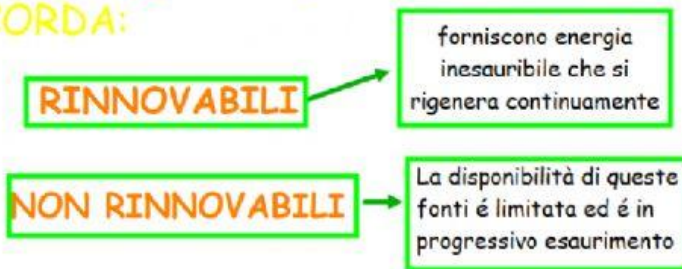 ORDA:
RINNOVABILI
forniscono energia
inesauribile che si
rigenera continuamente
NON RINNOVABILI
La disponibilità di queste
fonti é limitata ed é in
progressivo esaurimento